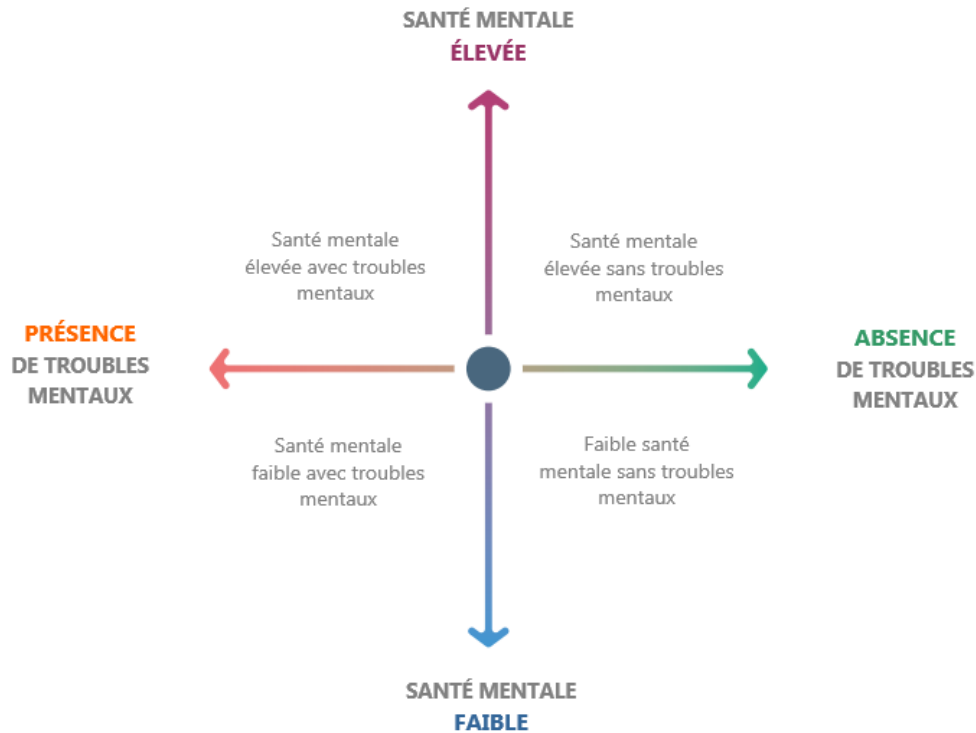 SANTÉ MENTALE
ÉLEVÉE
Santé mentale
élevée avec troubles
mentaux
Santé mentale
élevée sans troubles
mentaux
PRÉSENCE
DE TROUBLES
MENTAUX
ABSENCE
DE TROUBLES
MENTAUX
Santé mentale
faible avec troubles
mentaux
Faible santé
mentale sans troubles
mentaux
SANTÉ MENTALE
FAIBLE